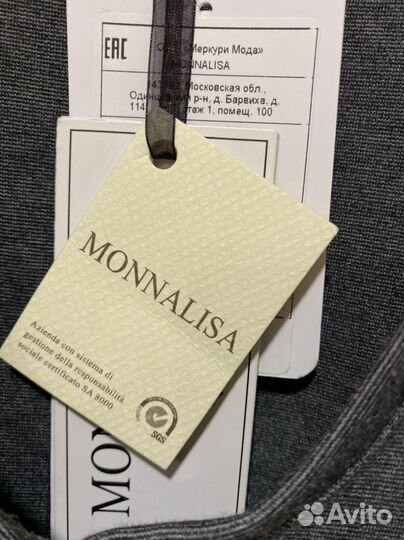 EAC
«Меркури Мода»
MONNALISA
Московская обл.,
р-н, д. Барвиха, д.
114, этаж 1, помещ. 100
MONNALISA
Azienda con sistema di
gestione della responsabilità
sociale certificato SA 8000
SGS
MON
Avito